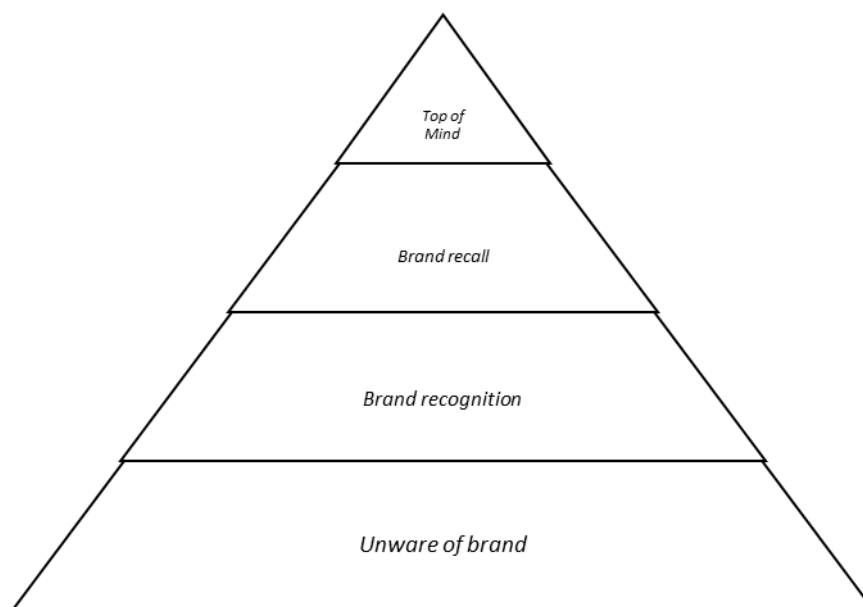 Top of
Mind
Brand recall
Brand recognition
Unware of brand